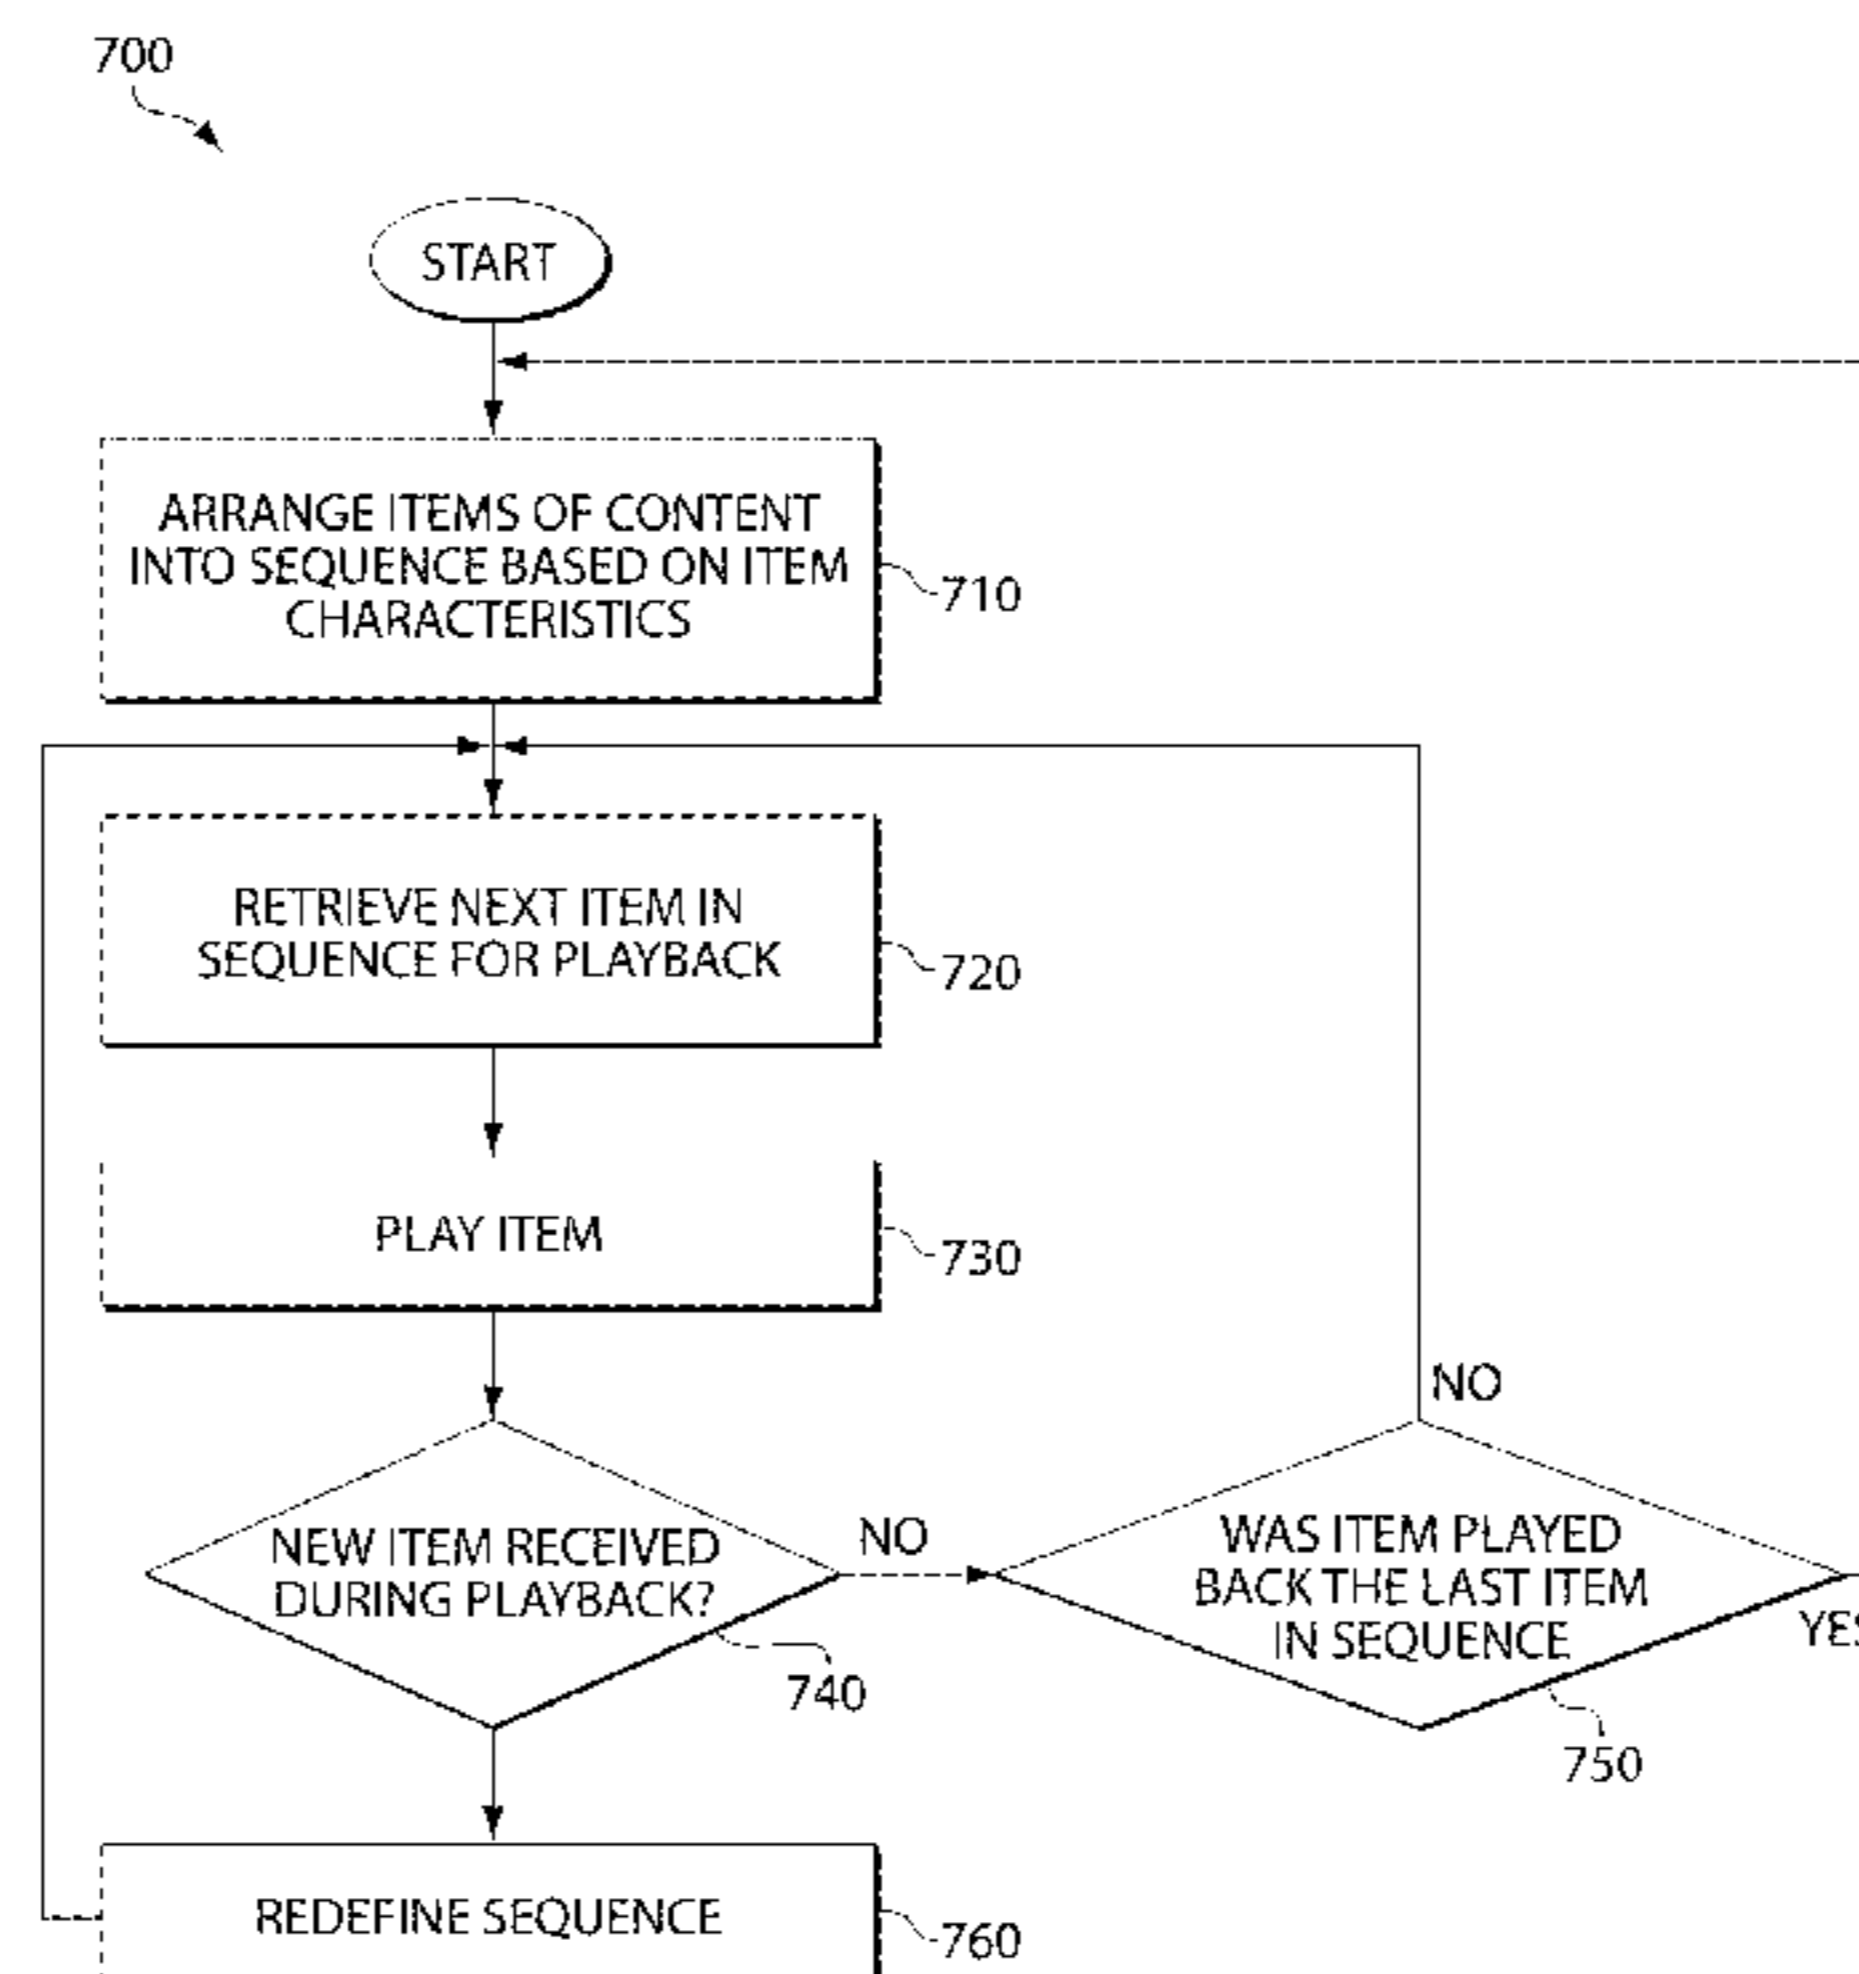 700
START
ARRANGE ITEMS OF CONTENT
INTO SEQUENCE BASED ON ITEM
CHARACTERISTICS
710
RETRIEVE NEXT ITEM IN
SEQUENCE FOR PLAYBACK
720
PLAY ITEM
730
NO
NEW ITEM RECEIVED
DURING PLAYBACK?
NO
740
WAS ITEM PLAYED
BACK THE LAST ITEM
IN SEQUENCE
YES
750
REDEFINE SEQUENCE
760